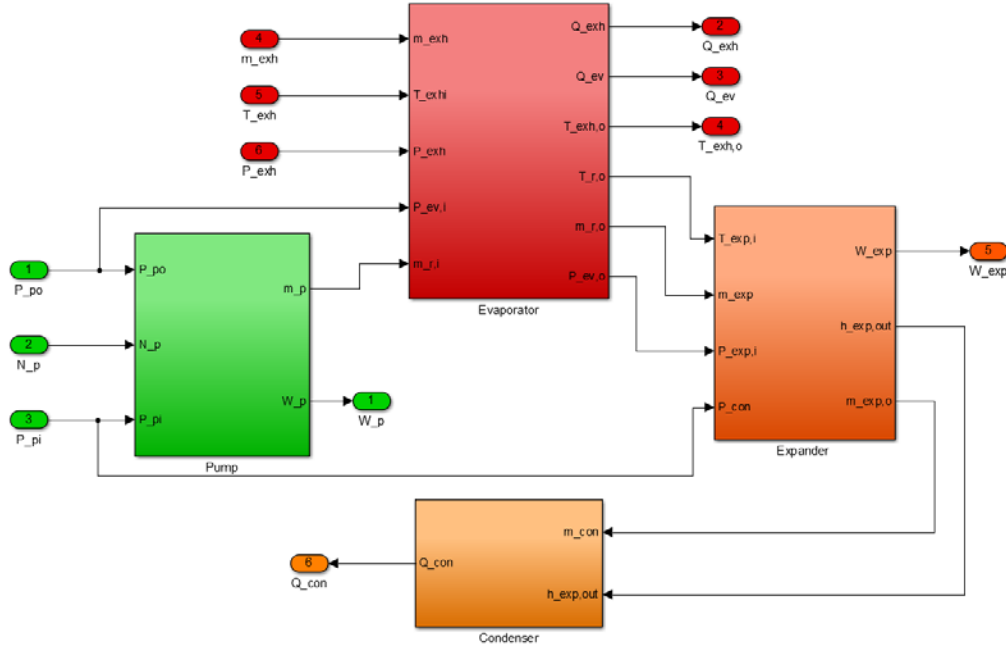 4
m_exh
5
T_exh
6
P_exh
m_exh
T_exhi
P_exh
P_ev,i
m_r,i
Q_exh
Q_ev
T_exh,o
T_r,o
m_r,o
P_ev,o
Evaporator
2
Q_exh
3
Q_ev
4
T_exh,o
1
P_po
2
N_p
3
P_pi
P_po
N_p
P_pi
m_p
W_p
Pump
1
W_p
T_exp,i
m_exp
P_exp,i
P_con
W_exp
h_exp,out
m_exp,o
Expander
5
W_exp
m_con
h_exp,out
Q_con
Condenser
6
Q_con